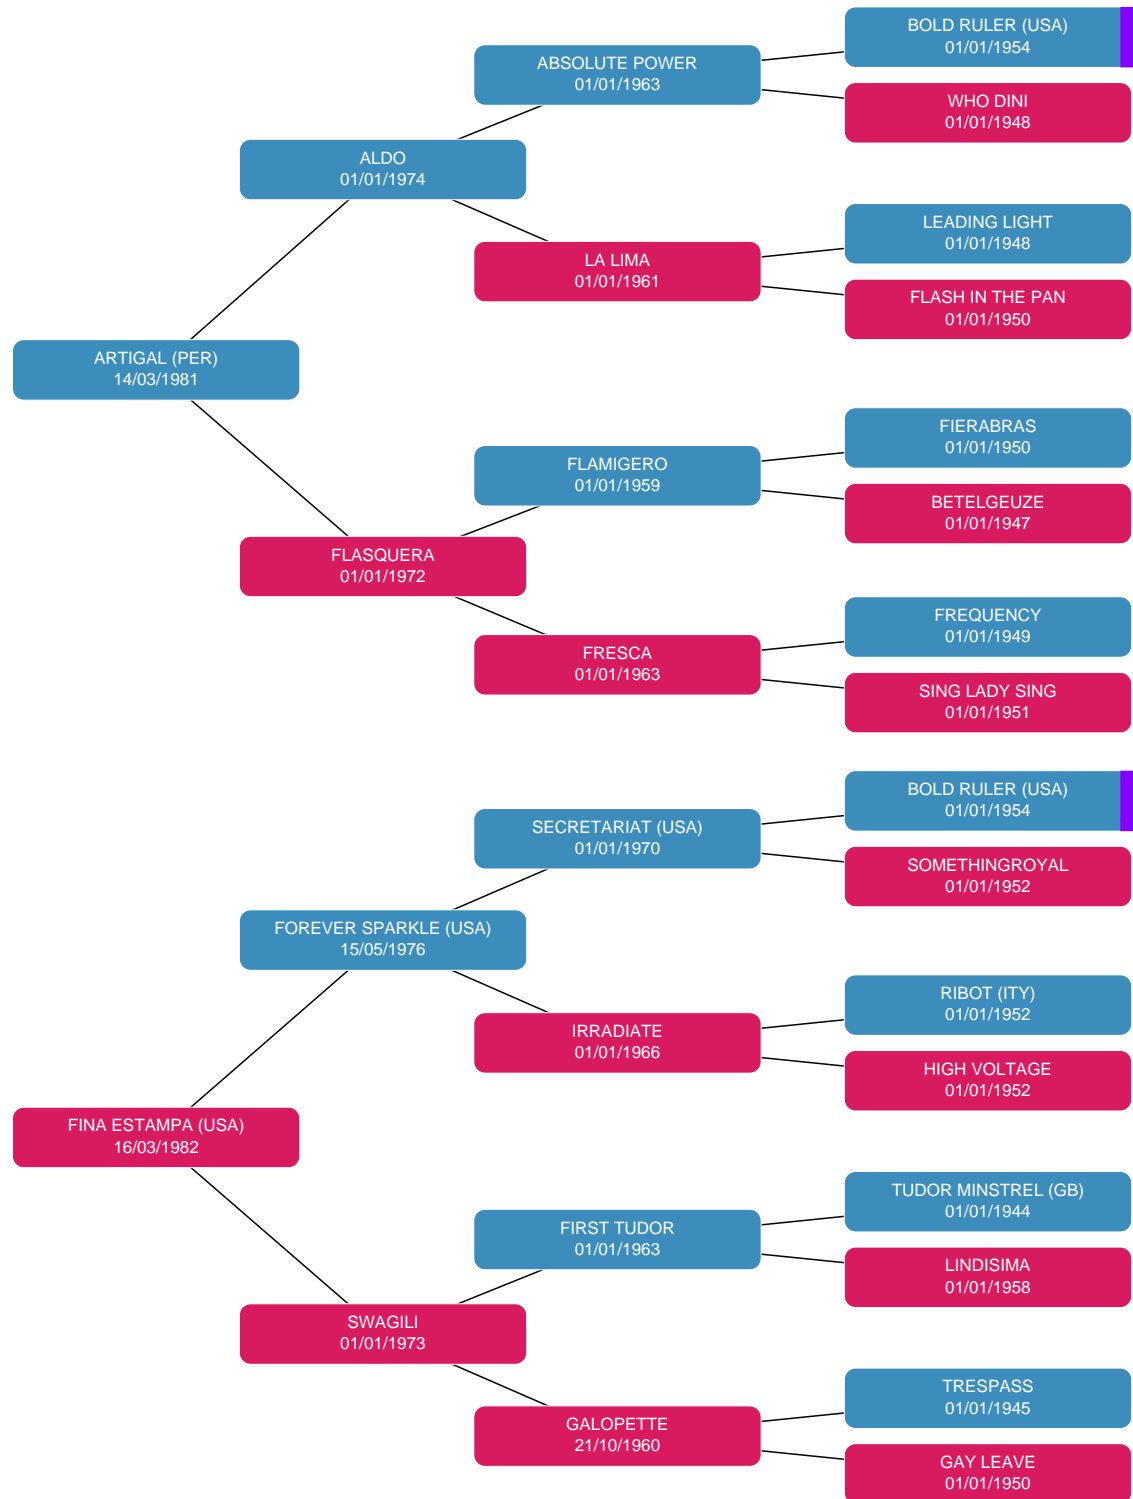 BOLD RULER (USA)
01/01/1954
ABSOLUTE POWER
01/01/1963
WHO DINI
01/01/1948
ALDO
01/01/1974
LEADING LIGHT
01/01/1948
LA LIMA
01/01/1961
FLASH IN THE PAN
01/01/1950
ARTIGAL (PER)
14/03/1981
FIERABRAS
01/01/1950
FLAMIGERO
01/01/1959
BETELGEUZE
01/01/1947
FLASQUERA
01/01/1972
FREQUENCY
01/01/1949
FRESCA
01/01/1963
SING LADY SING
01/01/1951
BOLD RULER (USA)
01/01/1954
SECRETARIAT (USA)
01/01/1970
SOMETHINGROYAL
01/01/1952
FOREVER SPARKLE (USA)
15/05/1976
RIBOT (ITY)
01/01/1952
IRRADIATE
01/01/1966
HIGH VOLTAGE
01/01/1952
FINA ESTAMPA (USA)
16/03/1982
TUDOR MINSTREL (GB)
01/01/1944
FIRST TUDOR
01/01/1963
LINDISIMA
01/01/1958
SWAGILI
01/01/1973
TRESPASS
01/01/1945
GALOPETTE
21/10/1960
GAY LEAVE
01/01/1950